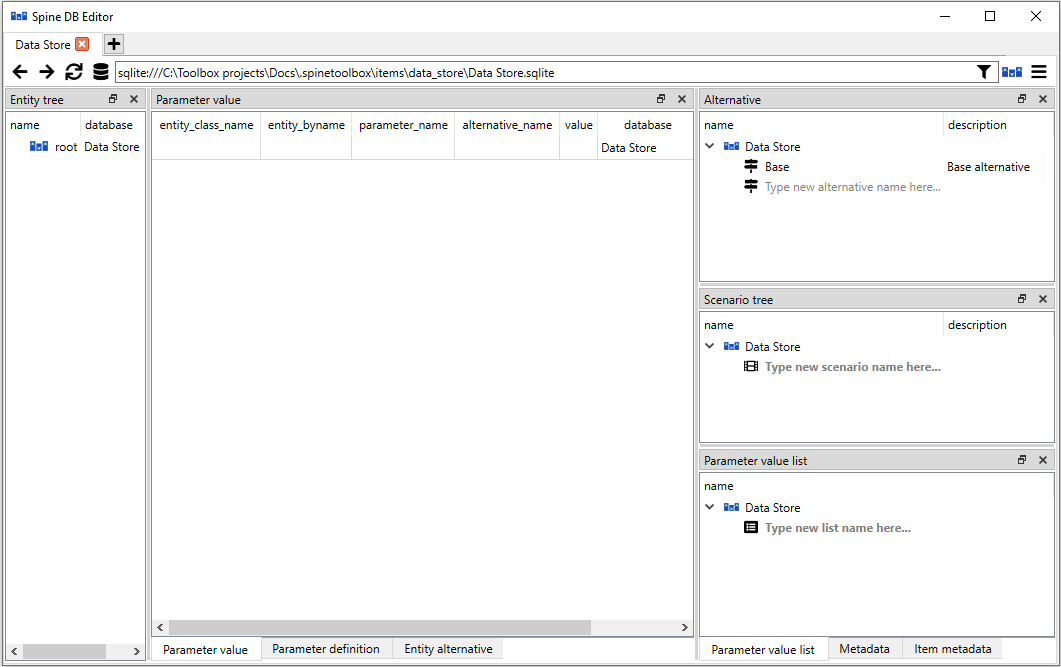 Spine DB Editor
Data Store
sqlite:///C:\Toolbox projects\Docs\.spinetoolbox\items\data_store\Data Store.sqlite
Entity tree
name database
root Data Store
Parameter value
entity_class_name entity_byname parameter_name alternative_name value database
Data Store
Parameter value Parameter definition Entity alternative
Alternative
name description
Data Store
Base Base alternative
Type new alternative name here...
Scenario tree
name description
Data Store
Type new scenario name here...
Parameter value list
name
Data Store
Type new list name here...
Parameter value list Metadata Item metadata